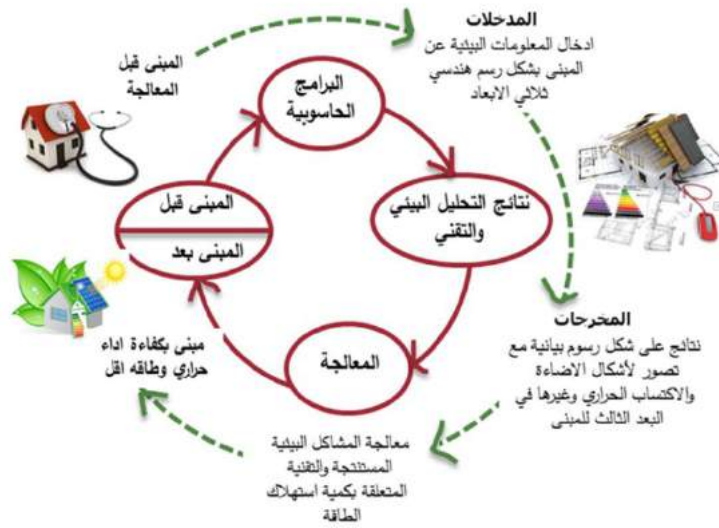 المدخلات
ادخال المعلومات البيئية عن
المبنى بشكل رسم هندسي
ثلاثي الابعاد
المبنى قبل
المعالجة
البرامج
الحاسوبية
نتائج التحليل البيئي
والتقني
المبنى قبل
المبنى بعد
المخرجات
نتائج على شكل رسوم بيانية مع
تصور لأشكال الاضاءة
والاكتساب الحراري وغيرها في
البعد الثالث للمبنى
المعالجة
مبنى بكفاءة اداء
حراري وطاقه اقل
معالجة المشاكل البيئية
المستنتجة والتقنية
المتعلقة بكمية استهلاك
الطاقة